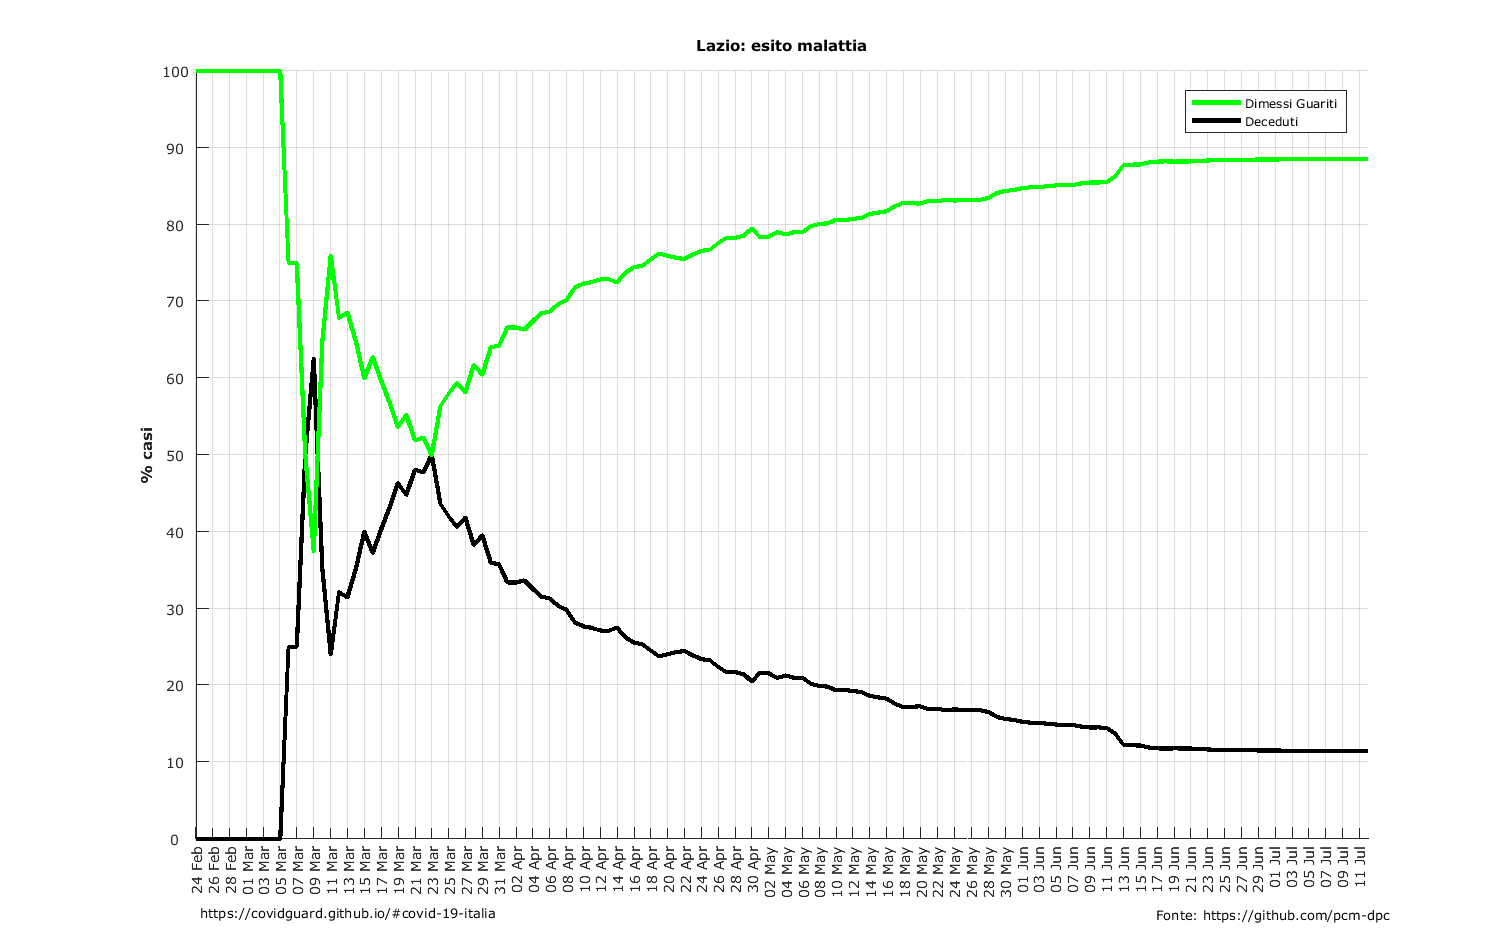 Lazio: esito malattia
100
90
80
70
60
50
40
30
20
10
0
% casi
Dimessi Guariti
Deceduti
24 Feb
26 Feb
28 Feb
01 Mar
03 Mar
05 Mar
07 Mar
09 Mar
11 Mar
13 Mar
15 Mar
17 Mar
19 Mar
21 Mar
23 Mar
25 Mar
27 Mar
29 Mar
31 Mar
02 Apr
04 Apr
06 Apr
08 Apr
10 Apr
12 Apr
14 Apr
16 Apr
18 Apr
20 Apr
22 Apr
24 Apr
26 Apr
28 Apr
30 Apr
02 May
04 May
06 May
08 May
10 May
12 May
14 May
16 May
18 May
20 May
22 May
24 May
26 May
28 May
30 May
01 Jun
03 Jun
05 Jun
07 Jun
09 Jun
11 Jun
13 Jun
15 Jun
17 Jun
19 Jun
21 Jun
23 Jun
25 Jun
27 Jun
29 Jun
01 Jul
03 Jul
05 Jul
07 Jul
09 Jul
11 Jul
https://covidguard.github.io/#covid-19-italia
Fonte: https://github.com/pcm-dpc